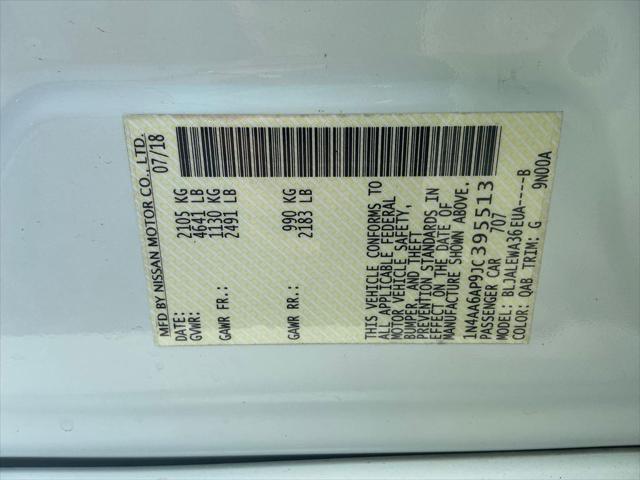 MFD BY NISSAN MOTOR CO., LTD.
DATE: 07/18
GVWR: 2105 KG
4641 LB
GAWR FR.: 1130 KG
2491 LB
GAWR RR.: 990 KG
2183 LB
THIS VEHICLE CONFORMS TO
ALL APPLICABLE FEDERAL
MOTOR VEHICLE SAFETY,
BUMPER, AND THEFT
PREVENTION STANDARDS IN
EFFECT ON THE DATE OF
MANUFACTURE SHOWN ABOVE.
1N4AA6AP9JC395513
PASSENGER CAR 707
MODEL: BLJALEWA36EUA----B
COLOR: QAB TRIM: G 9N00A